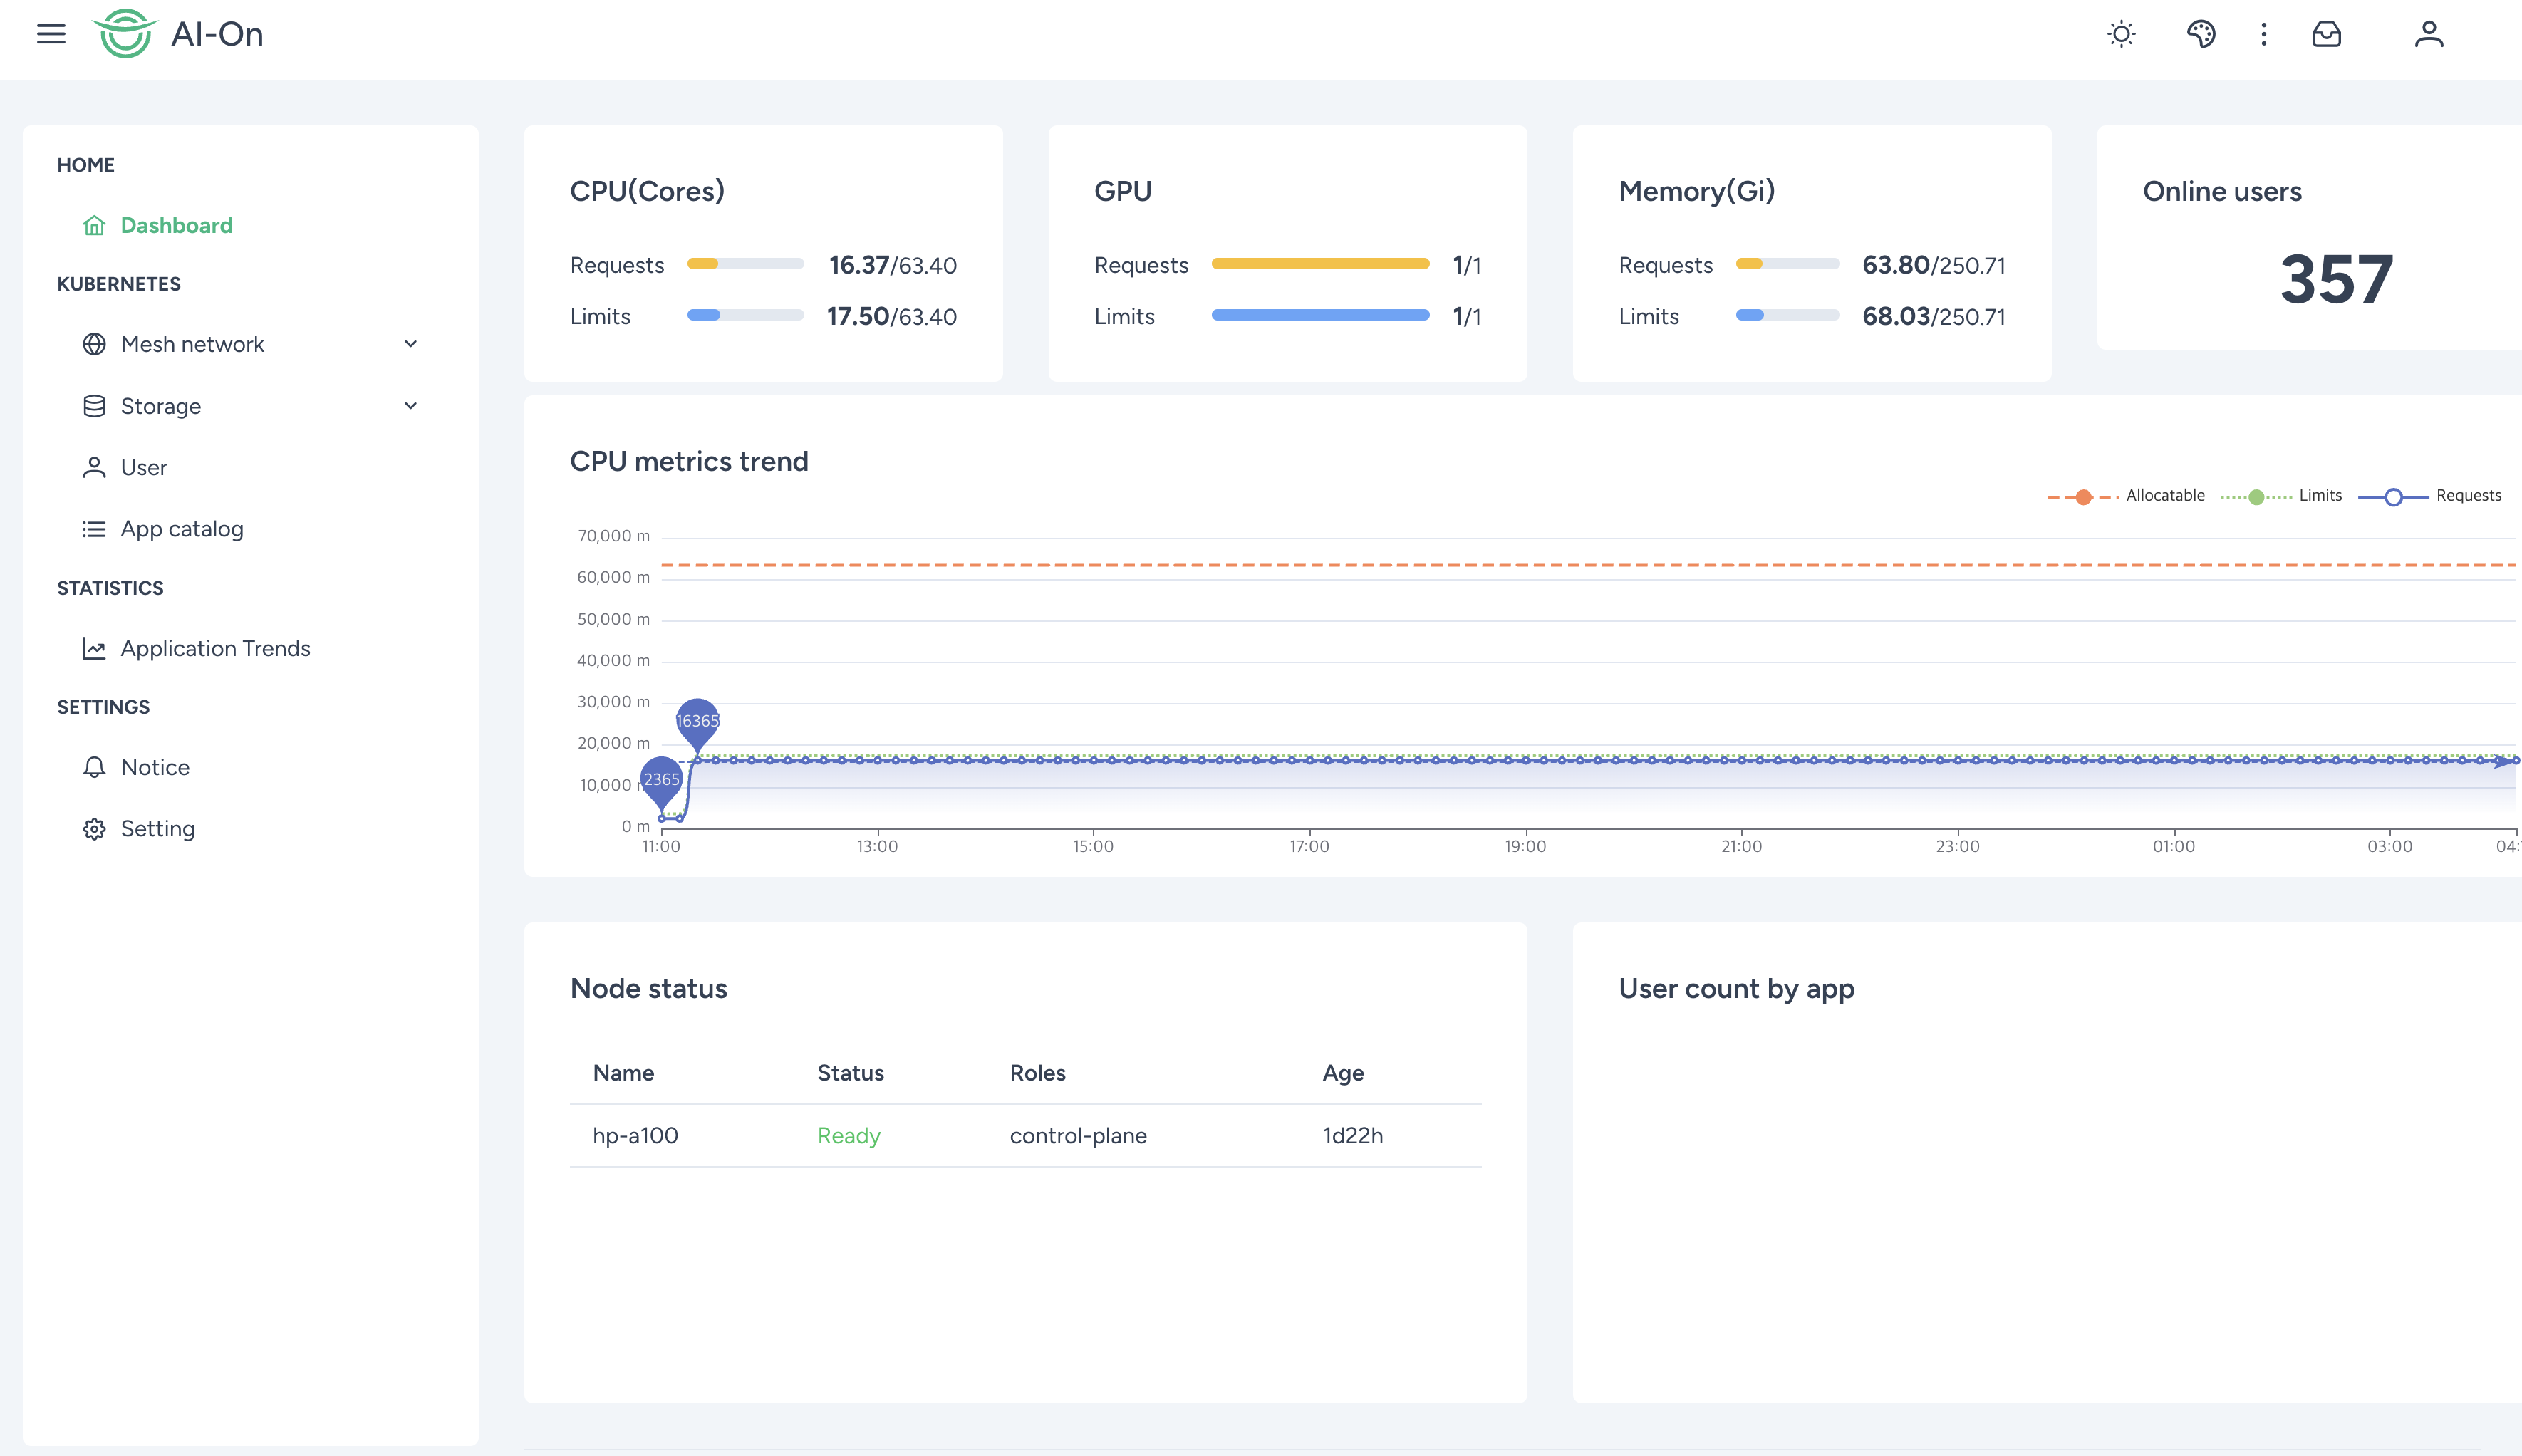 AI-On
HOME
Dashboard
KUBERNETES
Mesh network
Storage
User
App catalog
STATISTICS
Application Trends
SETTINGS
Notice
Setting
CPU(Cores)
Requests 16.37/63.40
Limits 17.50/63.40
GPU
Requests 1/1
Limits 1/1
Memory(Gi)
Requests 63.80/250.71
Limits 68.03/250.71
Online users
357
CPU metrics trend
Allocatable Limits Requests
70,000 m
60,000 m
50,000 m
40,000 m
30,000 m
20,000 m
10,000 m
0 m
16365
2365
11:00 13:00 15:00 17:00 19:00 21:00 23:00 01:00 03:00
Node status
Name Status Roles Age
hp-a100 Ready control-plane 1d22h
User count by app